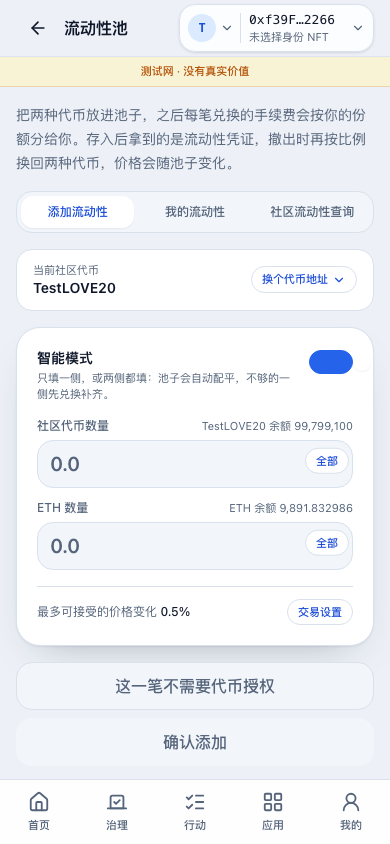 流动性池
T
0xf39F…2266
未选择身份 NFT
测试网 · 没有真实价值
把两种代币放进池子，之后每笔兑换的手续费会按你的份
额分给你。存入后拿到的是流动性凭证，撤出时再按比例
换回两种代币，价格会随池子变化。
添加流动性
我的流动性
社区流动性查询
当前社区代币
TestLOVE20
换个代币地址
智能模式
只填一侧，或两侧都填：池子会自动配平，不够的一
侧先兑换补齐。
社区代币数量
TestLOVE20 余额 99,799,100
0.0
全部
ETH 数量
ETH 余额 9,891.832986
0.0
全部
最多可接受的价格变化 0.5%
交易设置
这一笔不需要代币授权
确认添加
首页
治理
行动
应用
我的